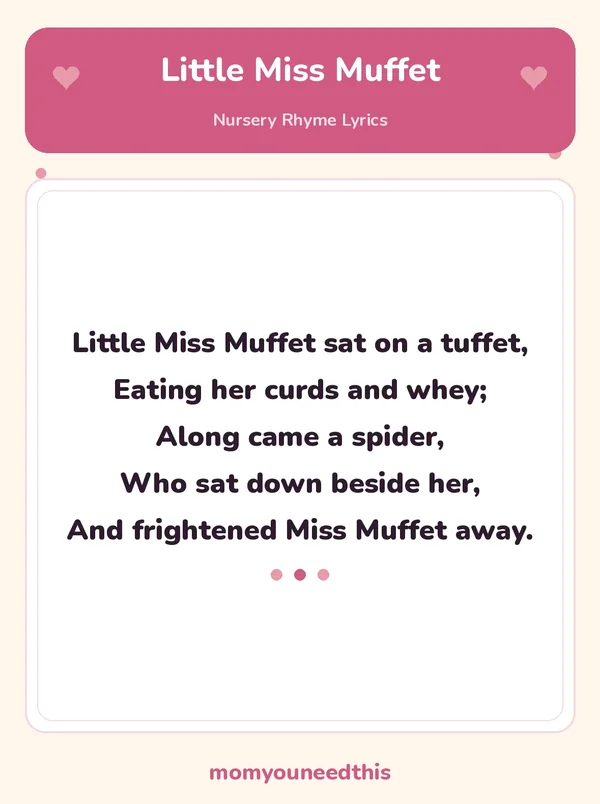 Little Miss Muffet
Nursery Rhyme Lyrics
Little Miss Muffet sat on a tuffet,
Eating her curds and whey;
Along came a spider,
Who sat down beside her,
And frightened Miss Muffet away.
momyouneedthis